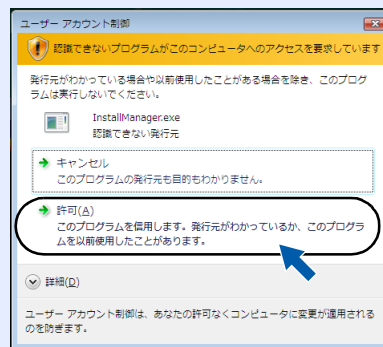 ユーザー アカウント制御
認識できないプログラムがこのコンピュータへのアクセスを要求しています
発行元がわかっている場合や以前使用したことがある場合を除き、このプログ
ラムは実行しないでください。
InstallManager.exe
認識できない発行元
キャンセル
このプログラムの発行元も目的もわかりません。
許可(A)
このプログラムを信用します。発行元がわかっているか、このプログラ
ムを以前使用したことがあります。
詳細(D)
ユーザー アカウント制御は、あなたの許可なくコンピュータに変更が適用される
のを防ぎます。